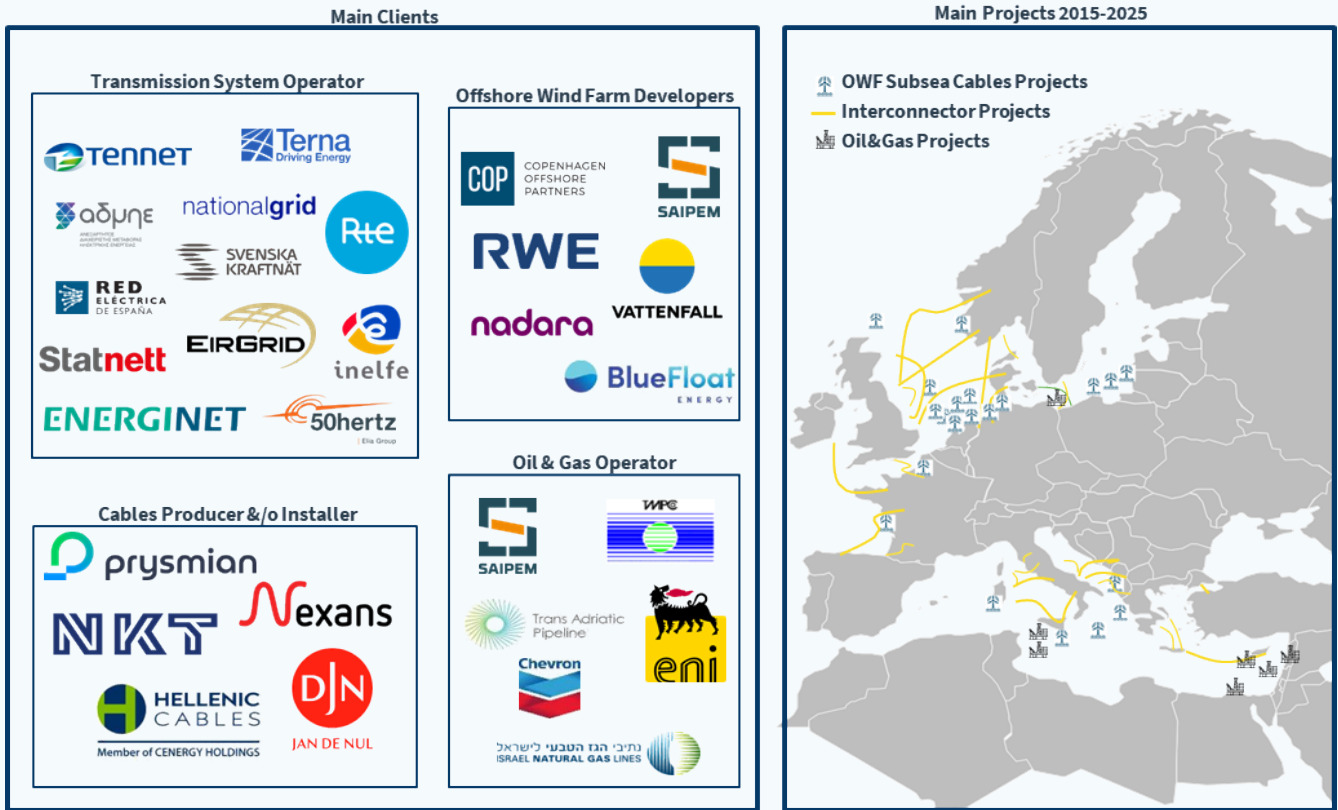 Main Clients
Transmission System Operator
TENNET
Terna
Driving Energy
αδμηε
nationalgrid
Rte
SVENSKA
KRAFTNÄT
RED
ELÉCTRICA
DE ESPAÑA
EIRGRID
inelfe
Statnett
ENERGINET
50hertz
Elia Group
Offshore Wind Farm Developers
COP
COPENHAGEN
OFFSHORE
PARTNERS
SAIPEM
RWE
VATTENFALL
nadara
BlueFloat
ENERGY
Cables Producer &/o Installer
prysmian
Nexans
NKT
HELLENIC
CABLES
Member of CENERGY HOLDINGS
DJN
JAN DE NUL
Oil & Gas Operator
SAIPEM
TMPC
Trans Adriatic
Pipeline
eni
Chevron
נתיבי הגז הטבעי לישראל
ISRAEL NATURAL GAS LINES
Main Projects 2015-2025
OWF Subsea Cables Projects
Interconnector Projects
Oil&Gas Projects